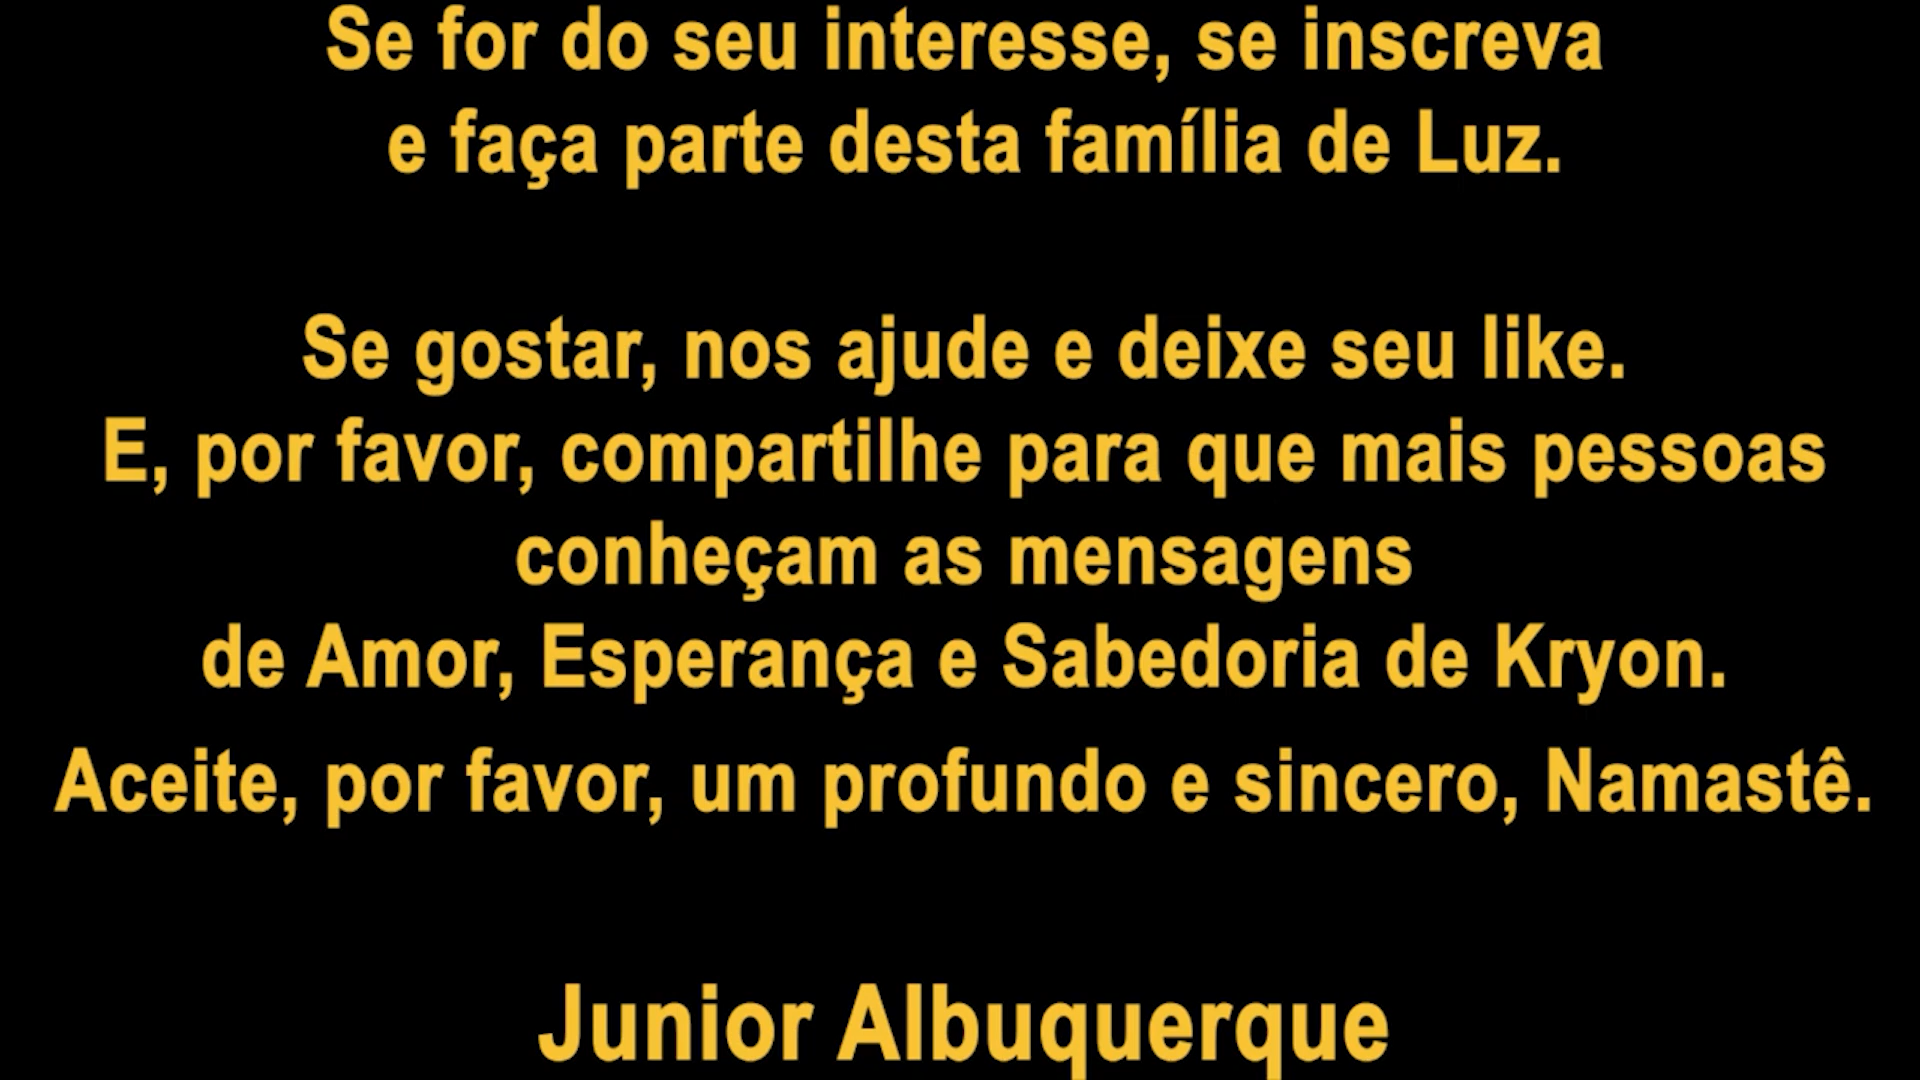 Se for do seu interesse, se inscreva
e faça parte desta família de Luz.
Se gostar, nos ajude e deixe seu like.
E, por favor, compartilhe para que mais pessoas
conheçam as mensagens
de Amor, Esperança e Sabedoria de Kryon.
Aceite, por favor, um profundo e sincero, Namastê.
Junior Albuquerque